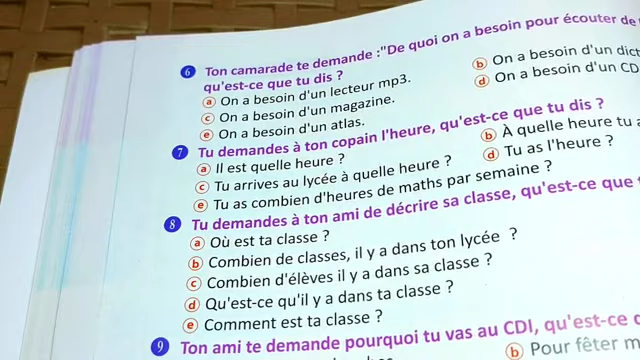 6 Ton camarade te demande :"De quoi on a besoin pour écouter de
qu'est-ce que tu dis ?
a On a besoin d'un lecteur mp3.
b On a besoin d'un dict
c On a besoin d'un magazine.
d On a besoin d'un CD
e On a besoin d'un atlas.
7 Tu demandes à ton copain l'heure, qu'est-ce que tu dis ?
a Il est quelle heure ?
b À quelle heure tu
c Tu arrives au lycée à quelle heure ?
d Tu as l'heure ?
e Tu as combien d'heures de maths par semaine ?
8 Tu demandes à ton ami de décrire sa classe, qu'est-ce que
a Où est ta classe ?
b Combien de classes, il y a dans ton lycée ?
c Combien d'élèves il y a dans sa classe ?
d Qu'est-ce qu'il y a dans ta classe ?
e Comment est ta classe ?
9 Ton ami te demande pourquoi tu vas au CDI, qu'est-ce
b Pour fêter